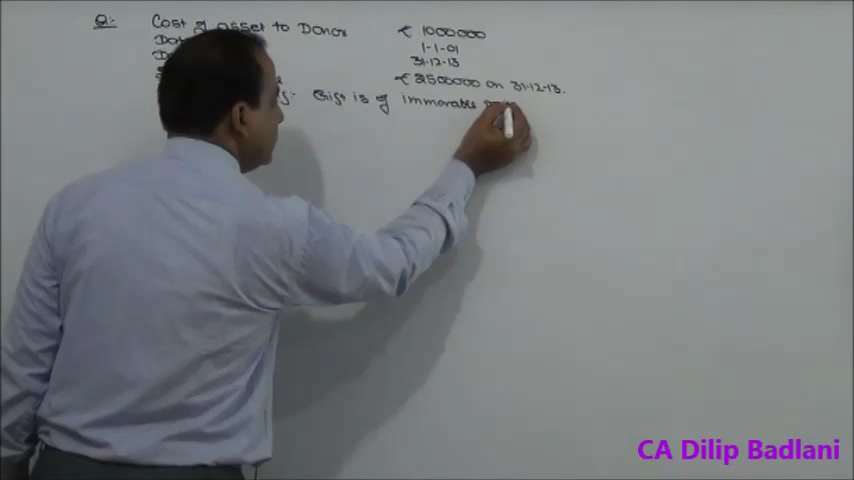 Q:- Cost of asset to Donor ₹ 1000000
1-1-01
31-12-13
₹ 2500000 on 31-12-13.
Gift is of immovable
CA Dilip Badlani